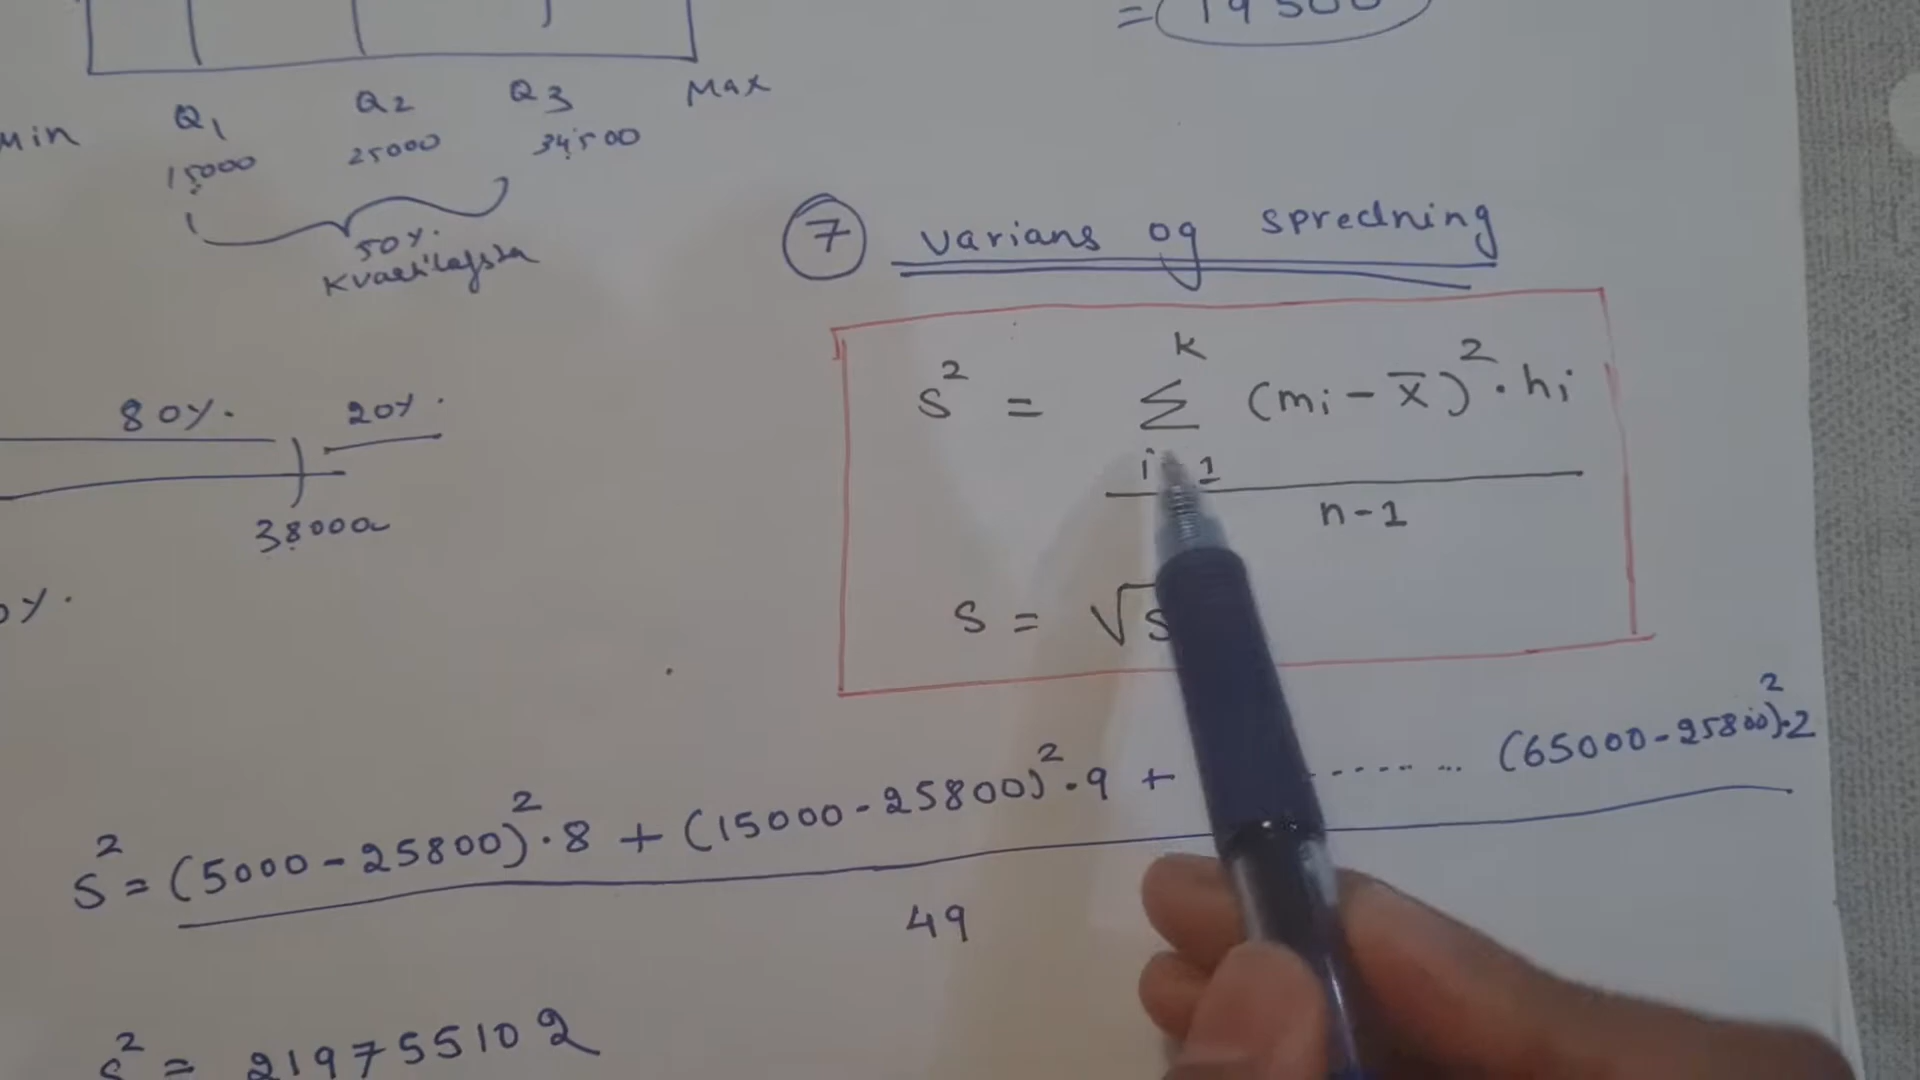 = 19500
Min Q1 Q2 Q3 Max
15000 25000 34500
50%.
80%. 20%.
38000
0%.
7 varians og spredning
s² = k Σ i=1 (mi - x̄)² · hi
n-1
s = √s
s² = (5000-25800)²·8 + (15000-25800)²·9 + ........ (65000-25800)²·2
49
s² = 219755102